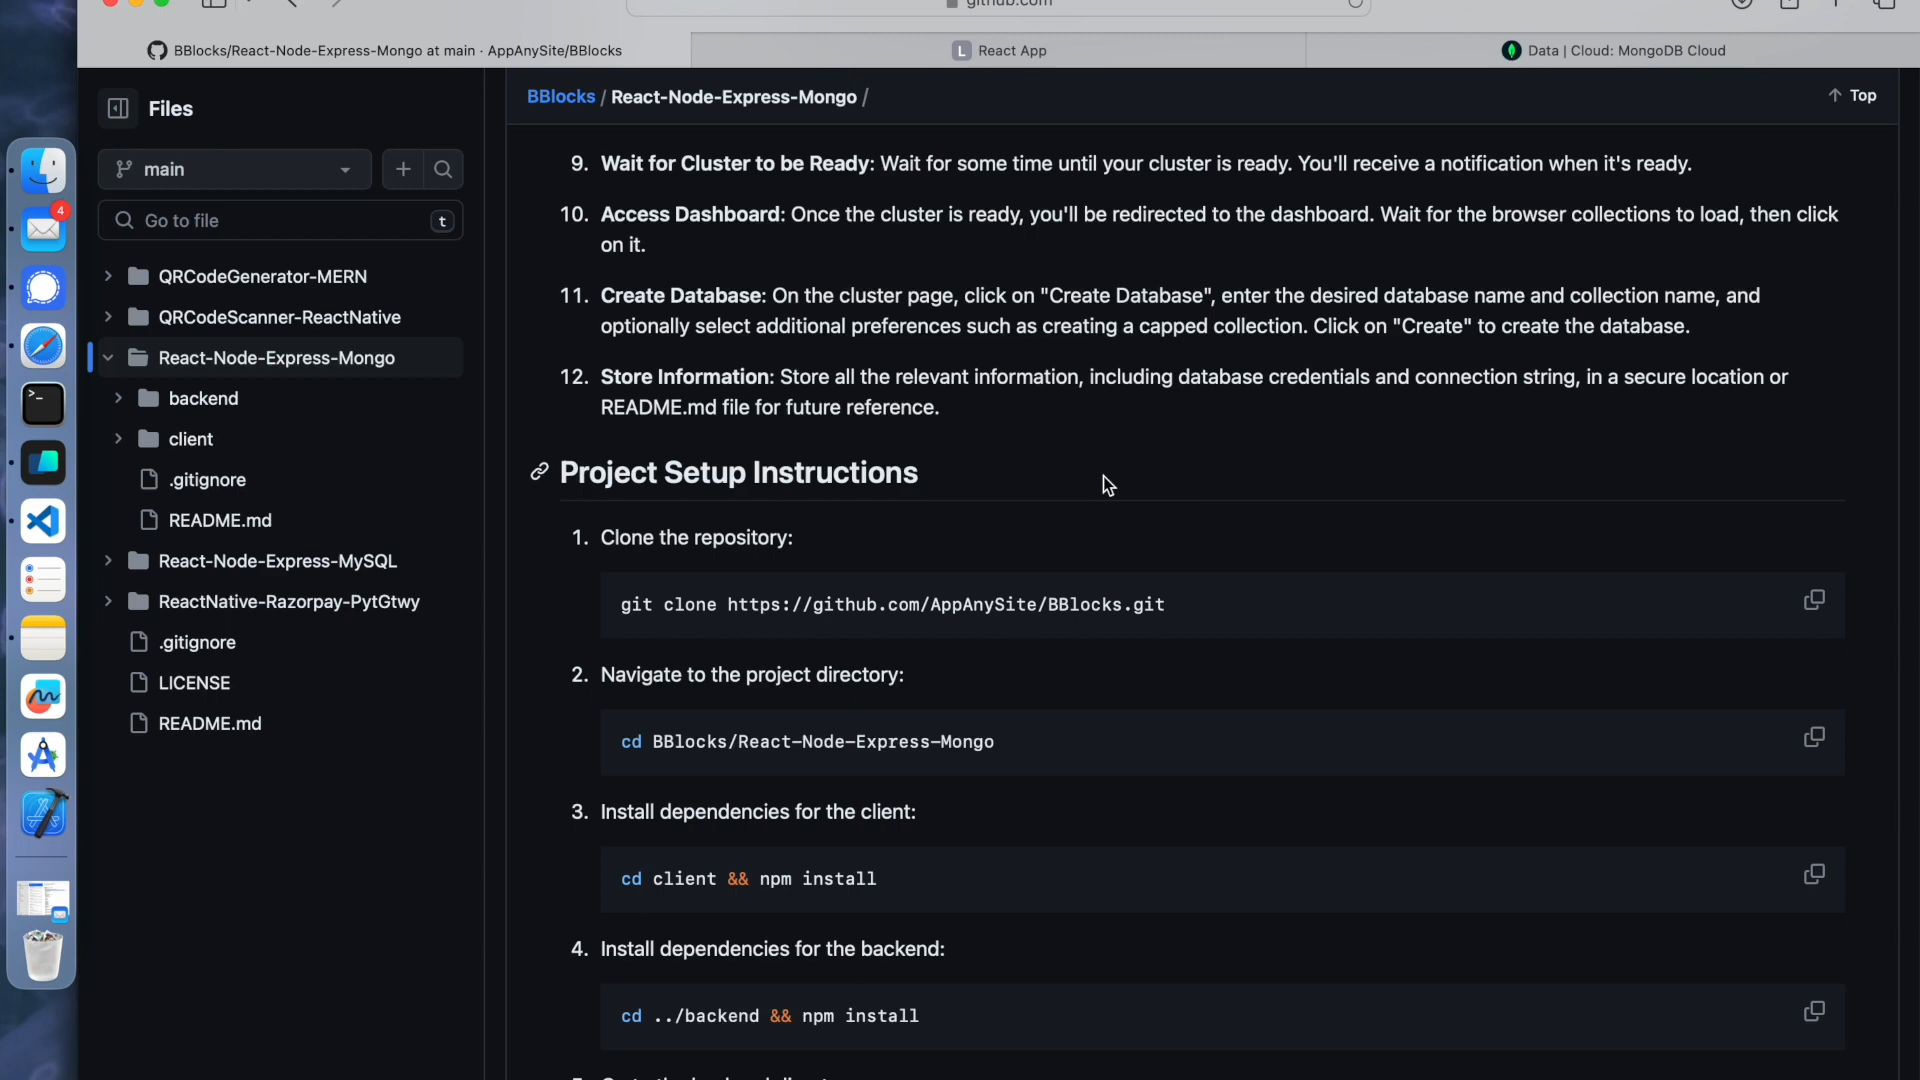 github.com
BBlocks/React-Node-Express-Mongo at main · AppAnySite/BBlocks
L React App
Data | Cloud: MongoDB Cloud
Files
BBlocks / React-Node-Express-Mongo /
Top
main
Go to file
t
4
QRCodeGenerator-MERN
QRCodeScanner-ReactNative
React-Node-Express-Mongo
backend
client
.gitignore
README.md
React-Node-Express-MySQL
ReactNative-Razorpay-PytGtwy
.gitignore
LICENSE
README.md
9. Wait for Cluster to be Ready: Wait for some time until your cluster is ready. You'll receive a notification when it's ready.
10. Access Dashboard: Once the cluster is ready, you'll be redirected to the dashboard. Wait for the browser collections to load, then click
on it.
11. Create Database: On the cluster page, click on "Create Database", enter the desired database name and collection name, and
optionally select additional preferences such as creating a capped collection. Click on "Create" to create the database.
12. Store Information: Store all the relevant information, including database credentials and connection string, in a secure location or
README.md file for future reference.
Project Setup Instructions
1. Clone the repository:
git clone https://github.com/AppAnySite/BBlocks.git
2. Navigate to the project directory:
cd BBlocks/React-Node-Express-Mongo
3. Install dependencies for the client:
cd client && npm install
4. Install dependencies for the backend:
cd ../backend && npm install